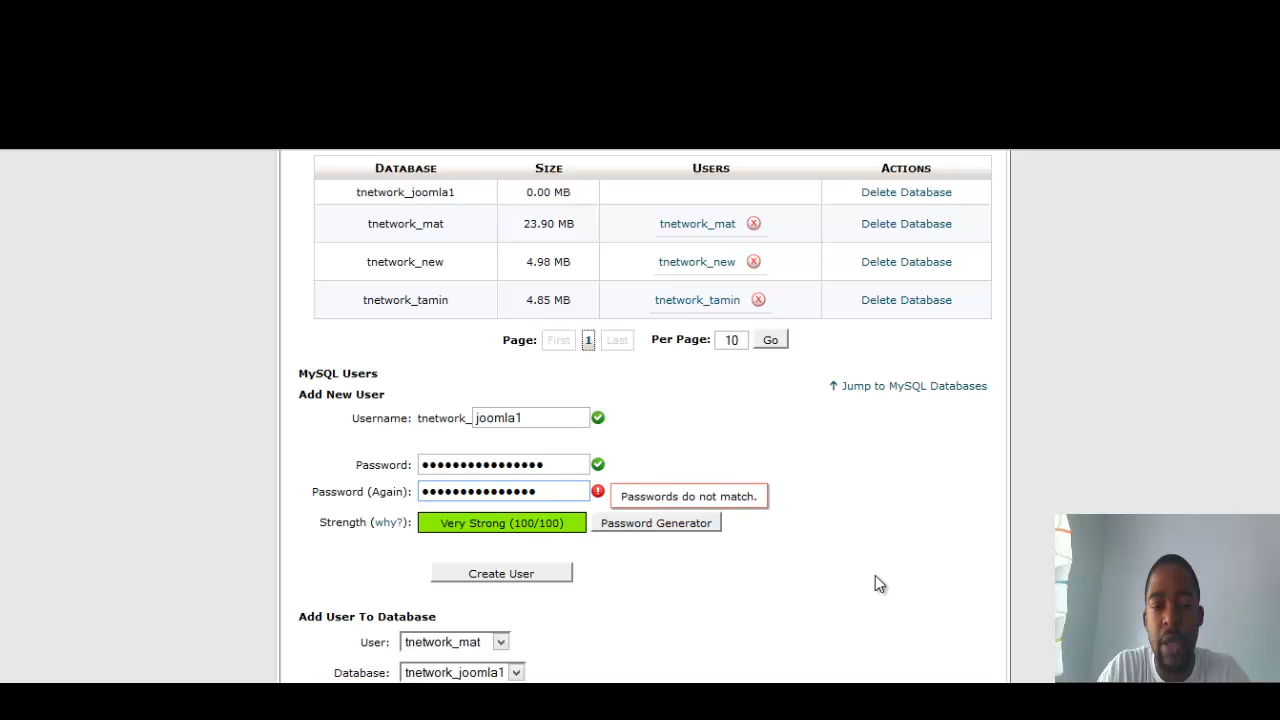 DATABASE SIZE USERS ACTIONS
tnetwork_joomla1 0.00 MB Delete Database
tnetwork_mat 23.90 MB tnetwork_mat Delete Database
tnetwork_new 4.98 MB tnetwork_new Delete Database
tnetwork_tamin 4.85 MB tnetwork_tamin Delete Database
Page: First 1 Last Per Page: 10 Go
MySQL Users
Jump to MySQL Databases
Add New User
Username: tnetwork_ joomla1
Password: ●●●●●●●●●●●●●●●●
Password (Again): ●●●●●●●●●●●●●●● Passwords do not match.
Strength (why?): Very Strong (100/100) Password Generator
Create User
Add User To Database
User: tnetwork_mat
Database: tnetwork_joomla1